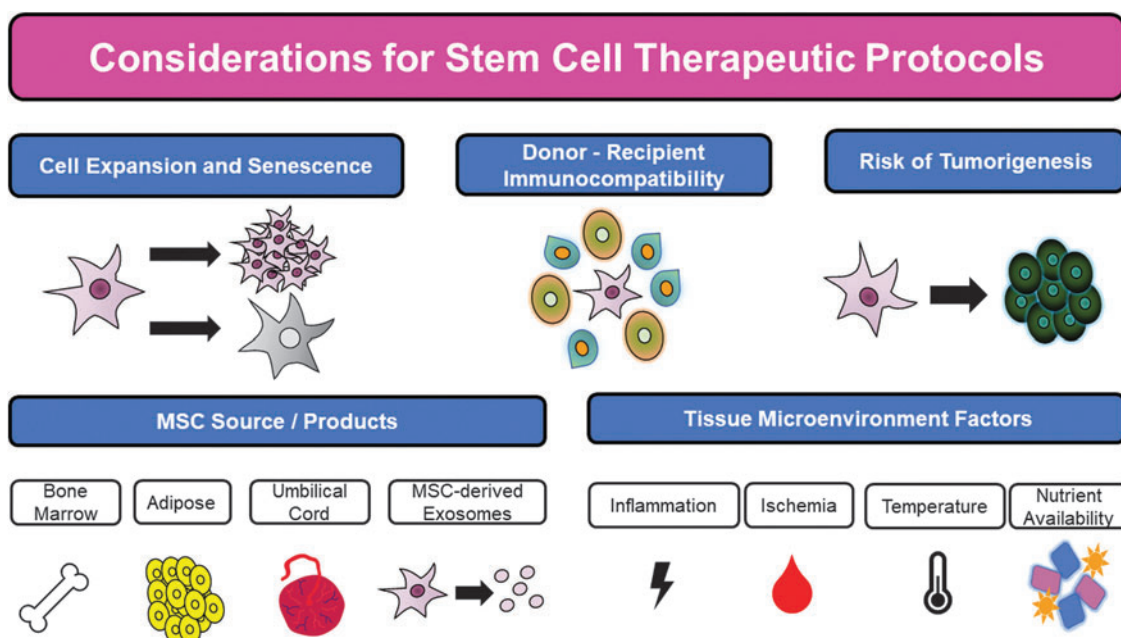 Considerations for Stem Cell Therapeutic Protocols
Cell Expansion and Senescence
Donor - Recipient
Immunocompatibility
Risk of Tumorigenesis
MSC Source / Products
Tissue Microenvironment Factors
Bone
Marrow
Adipose
Umbilical
Cord
MSC-derived
Exosomes
Inflammation
Ischemia
Temperature
Nutrient
Availability